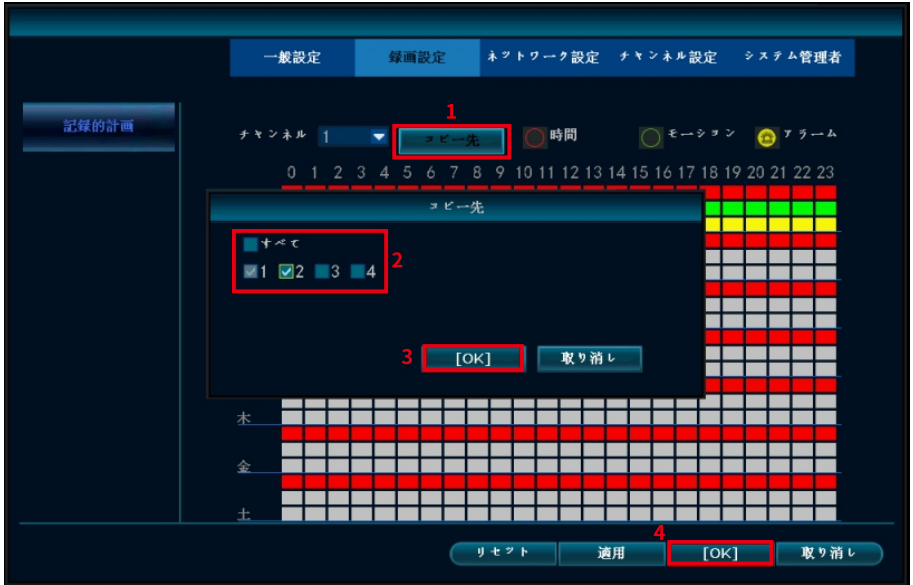 一般設定 録画設定 ネットワーク設定 チャンネル設定 システム管理者
記録的計画
1
チャンネル 1 コピー先 時間 モーション アラーム
0 1 2 3 4 5 6 7 8 9 10 11 12 13 14 15 16 17 18 19 20 21 22 23
コピー先
すべて
2
1 2 3 4
3 [OK] 取り消し
木
金
土
4
リセット 適用 [OK] 取り消し